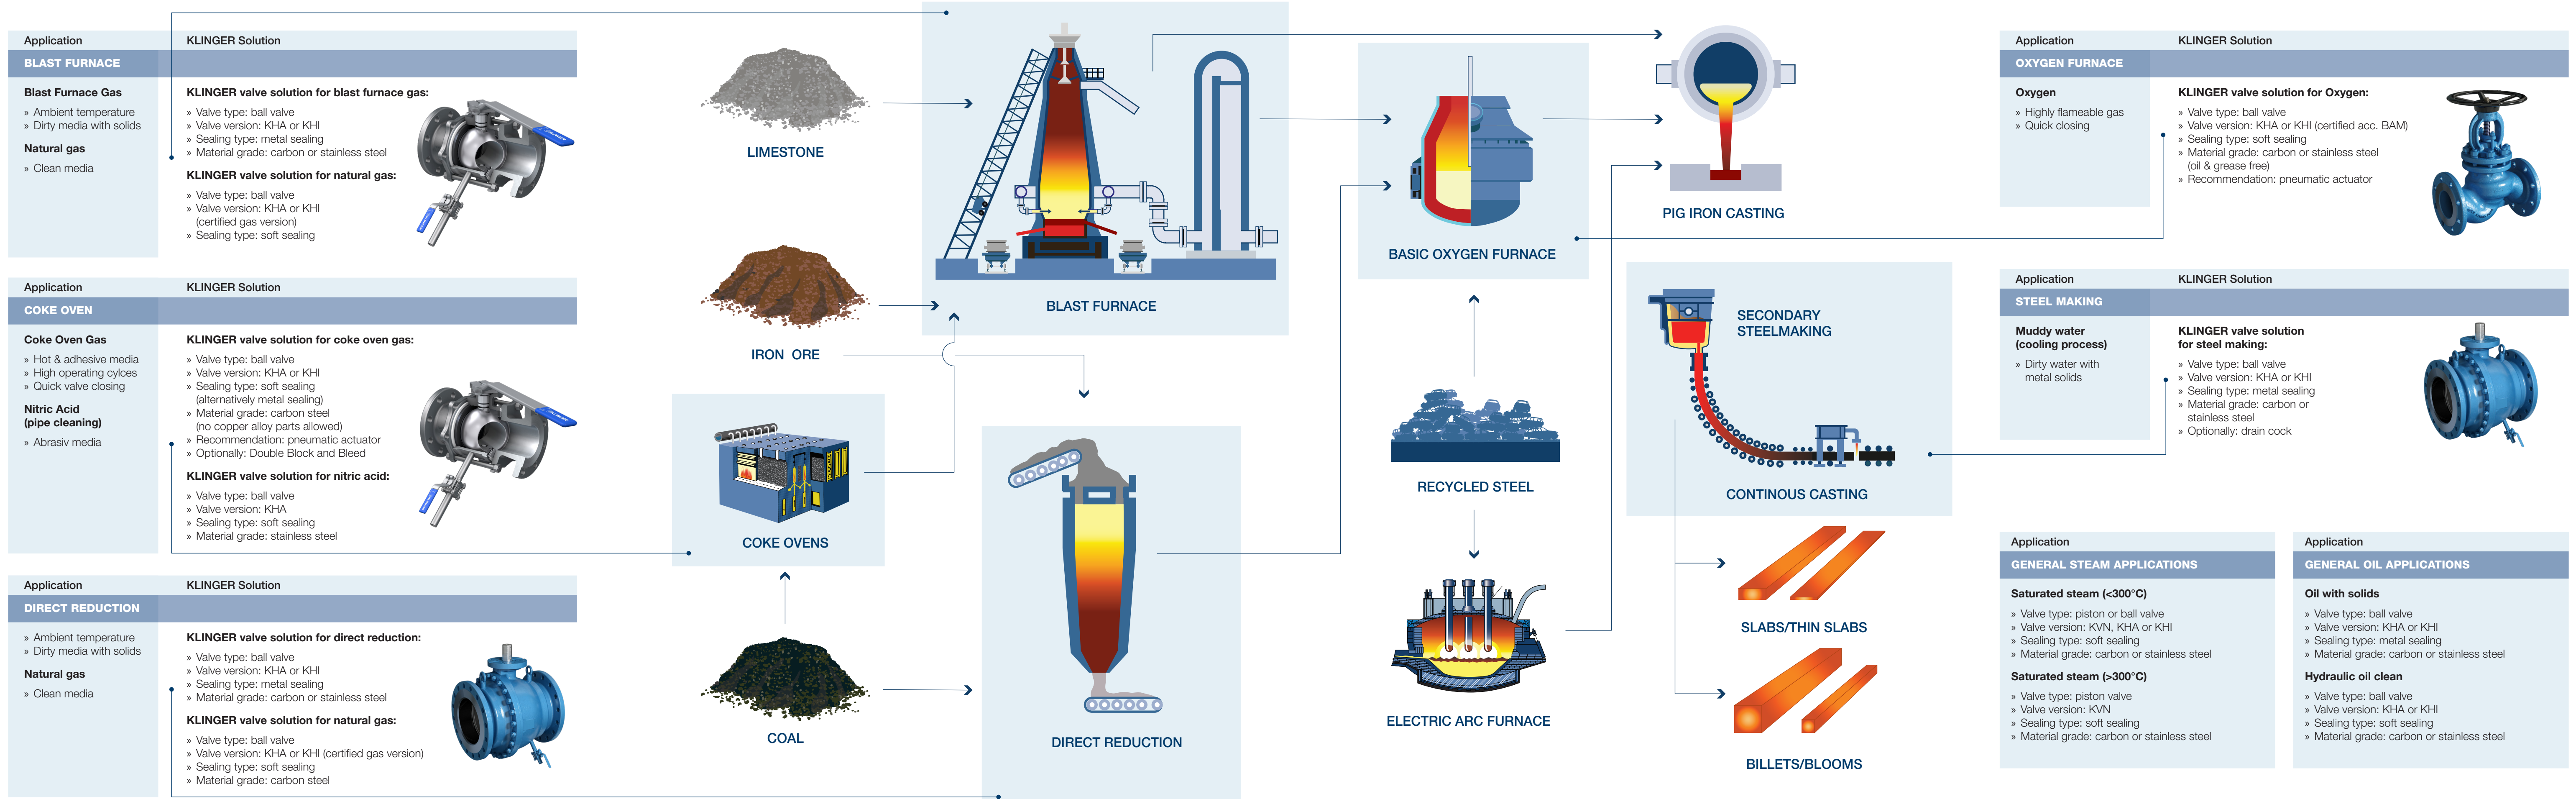 Application
KLINGER Solution
BLAST FURNACE
Blast Furnace Gas
» Ambient temperature
» Dirty media with solids
Natural gas
» Clean media
KLINGER valve solution for blast furnace gas:
» Valve type: ball valve
» Valve version: KHA or KHI
» Sealing type: metal sealing
» Material grade: carbon or stainless steel
KLINGER valve solution for natural gas:
» Valve type: ball valve
» Valve version: KHA or KHI
(certified gas version)
» Sealing type: soft sealing
Application
KLINGER Solution
COKE OVEN
Coke Oven Gas
» Hot & adhesive media
» High operating cylces
» Quick valve closing
Nitric Acid
(pipe cleaning)
» Abrasiv media
KLINGER valve solution for coke oven gas:
» Valve type: ball valve
» Valve version: KHA or KHI
» Sealing type: soft sealing
(alternatively metal sealing)
» Material grade: carbon steel
(no copper alloy parts allowed)
» Recommendation: pneumatic actuator
» Optionally: Double Block and Bleed
KLINGER valve solution for nitric acid:
» Valve type: ball valve
» Valve version: KHA
» Sealing type: soft sealing
» Material grade: stainless steel
Application
KLINGER Solution
DIRECT REDUCTION
» Ambient temperature
» Dirty media with solids
Natural gas
» Clean media
KLINGER valve solution for direct reduction:
» Valve type: ball valve
» Valve version: KHA or KHI
» Sealing type: metal sealing
» Material grade: carbon or stainless steel
KLINGER valve solution for natural gas:
» Valve type: ball valve
» Valve version: KHA or KHI (certified gas version)
» Sealing type: soft sealing
» Material grade: carbon steel
LIMESTONE
IRON ORE
COKE OVENS
COAL
BLAST FURNACE
DIRECT REDUCTION
BASIC OXYGEN FURNACE
RECYCLED STEEL
ELECTRIC ARC FURNACE
PIG IRON CASTING
SECONDARY
STEELMAKING
CONTINOUS CASTING
SLABS/THIN SLABS
BILLETS/BLOOMS
Application
KLINGER Solution
OXYGEN FURNACE
Oxygen
» Highly flameable gas
» Quick closing
KLINGER valve solution for Oxygen:
» Valve type: ball valve
» Valve version: KHA or KHI (certified acc. BAM)
» Sealing type: soft sealing
» Material grade: carbon or stainless steel
(oil & grease free)
» Recommendation: pneumatic actuator
Application
KLINGER Solution
STEEL MAKING
Muddy water
(cooling process)
» Dirty water with
metal solids
KLINGER valve solution
for steel making:
» Valve type: ball valve
» Valve version: KHA or KHI
» Sealing type: metal sealing
» Material grade: carbon or
stainless steel
» Optionally: drain cock
Application
GENERAL STEAM APPLICATIONS
Saturated steam (<300°C)
» Valve type: piston or ball valve
» Valve version: KVN, KHA or KHI
» Sealing type: soft sealing
» Material grade: carbon or stainless steel
Saturated steam (>300°C)
» Valve type: piston valve
» Valve version: KVN
» Sealing type: soft sealing
» Material grade: carbon or stainless steel
Application
GENERAL OIL APPLICATIONS
Oil with solids
» Valve type: ball valve
» Valve version: KHA or KHI
» Sealing type: metal sealing
» Material grade: carbon or stainless steel
Hydraulic oil clean
» Valve type: ball valve
» Valve version: KHA or KHI
» Sealing type: soft sealing
» Material grade: carbon or stainless steel